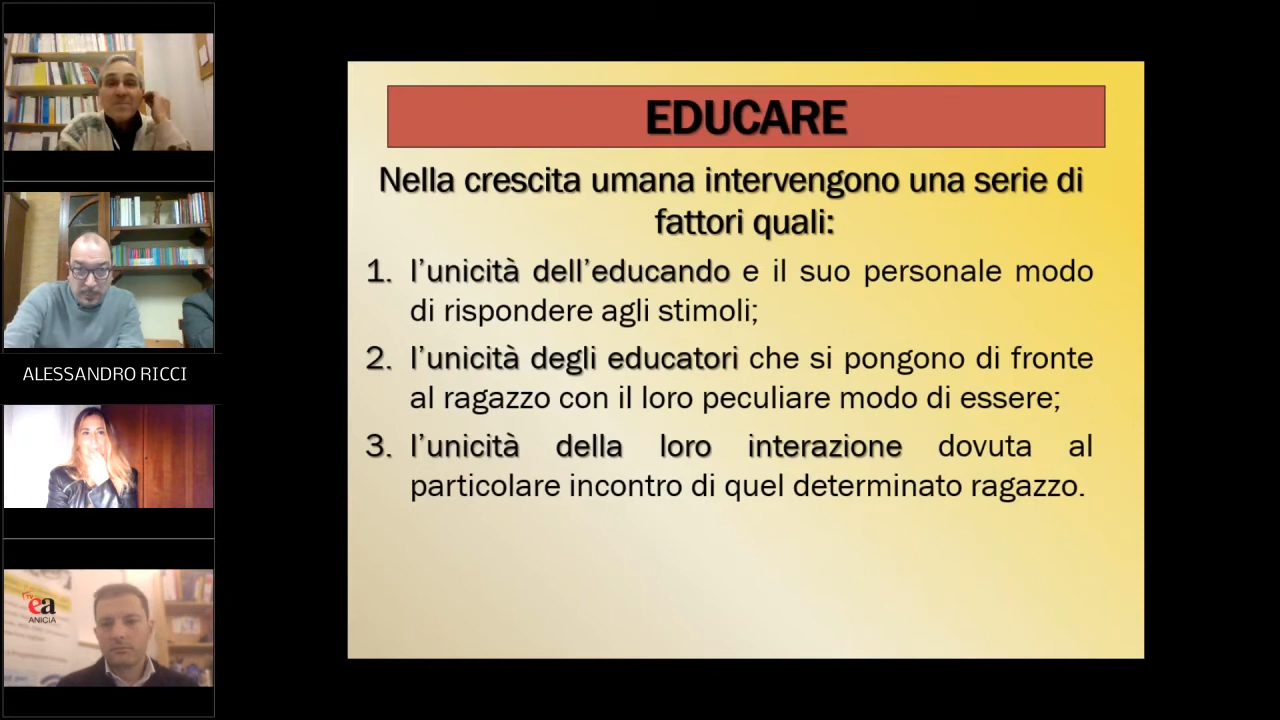 EDUCARE
Nella crescita umana intervengono una serie di
fattori quali:
1. l’unicità dell’educando e il suo personale modo
di rispondere agli stimoli;
2. l’unicità degli educatori che si pongono di fronte
al ragazzo con il loro peculiare modo di essere;
3. l’unicità della loro interazione dovuta al
particolare incontro di quel determinato ragazzo.
ALESSANDRO RICCI
TV
ea
ANICIA